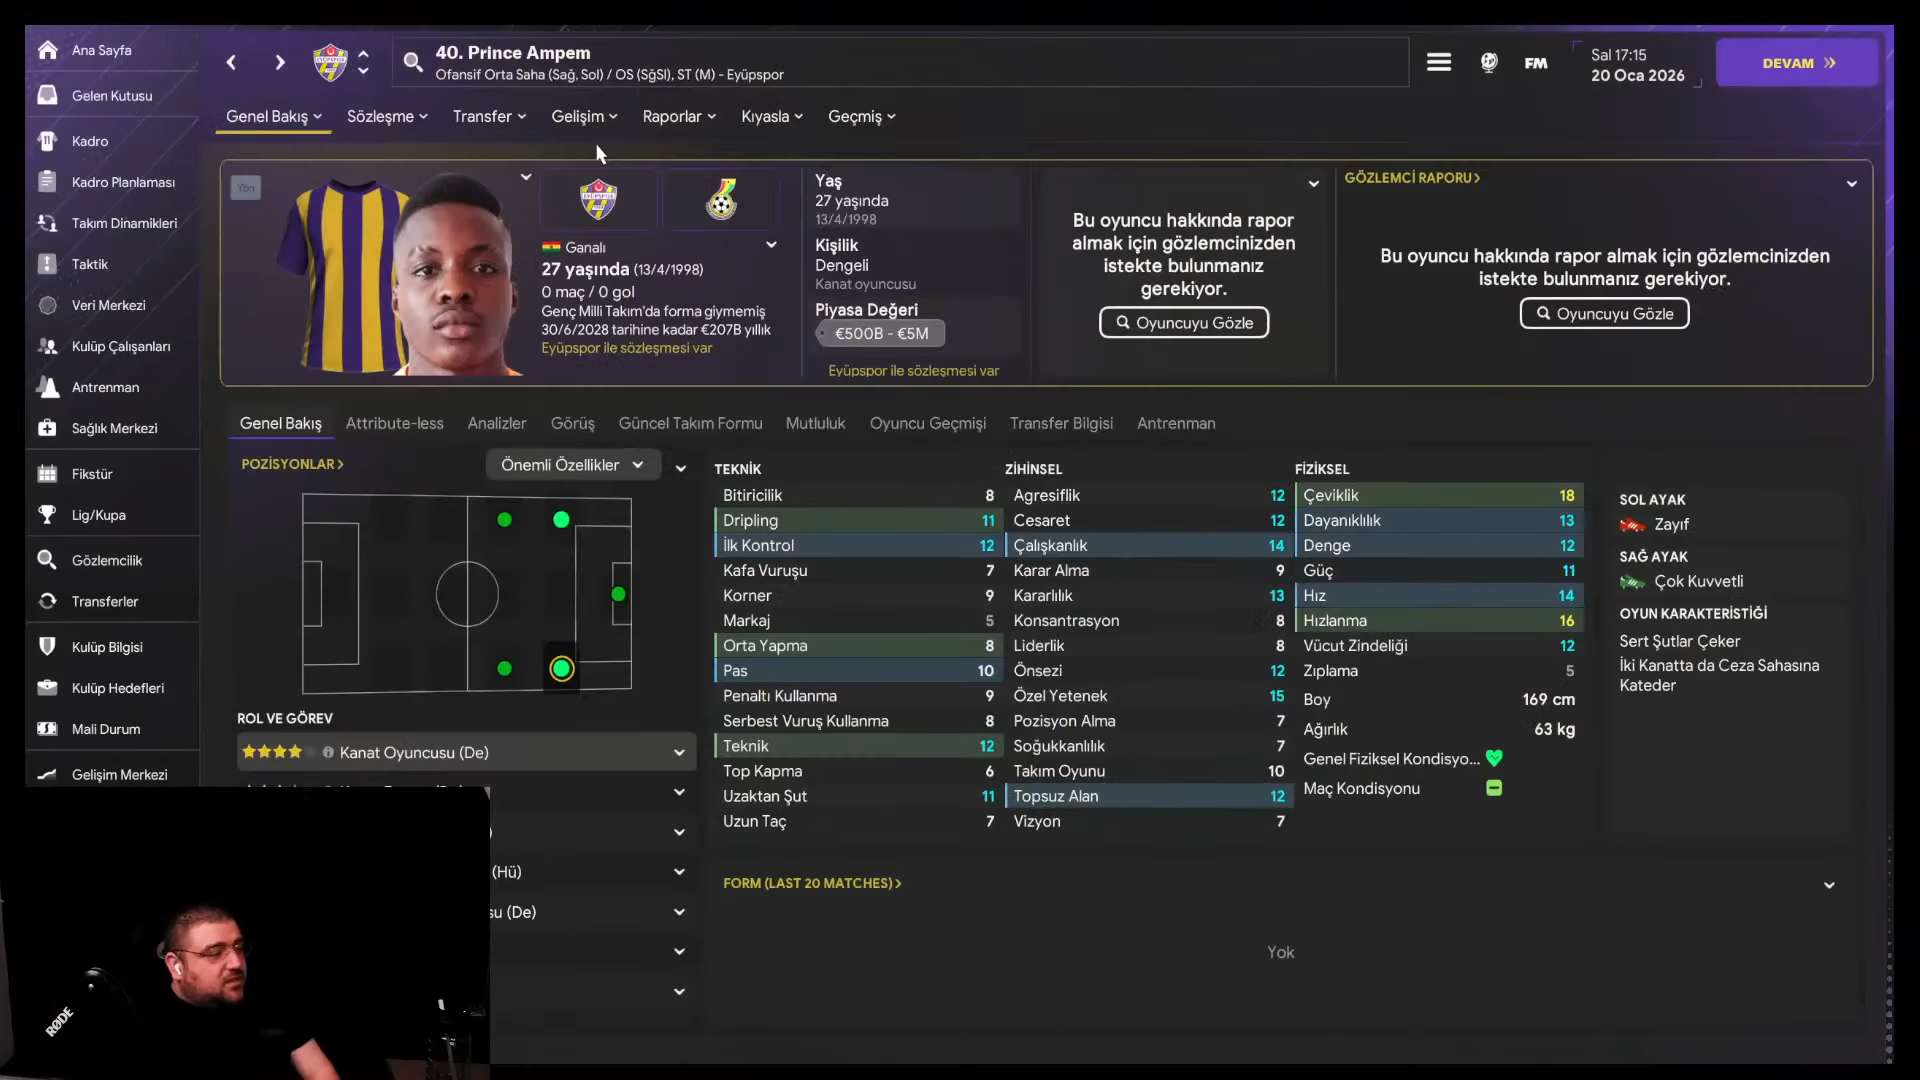 Ana Sayfa
Gelen Kutusu
Kadro
Kadro Planlaması
Takım Dinamikleri
Taktik
Veri Merkezi
Kulüp Çalışanları
Antrenman
Sağlık Merkezi
Fikstür
Lig/Kupa
Gözlemcilik
Transferler
Kulüp Bilgisi
Kulüp Hedefleri
Mali Durum
Gelişim Merkezi
40. Prince Ampem
Ofansif Orta Saha (Sağ, Sol) / OS (SğSl), ST (M) - Eyüpspor
FM
Sal 17:15
20 Oca 2026
DEVAM
Genel Bakış
Sözleşme
Transfer
Gelişim
Raporlar
Kıyasla
Geçmiş
Ybn
Ganalı
27 yaşında (13/4/1998)
0 maç / 0 gol
Genç Milli Takım'da forma giymemiş
30/6/2028 tarihine kadar €207B yıllık
Eyüpspor ile sözleşmesi var
Yaş
27 yaşında
13/4/1998
Kişilik
Dengeli
Kanat oyuncusu
Piyasa Değeri
€500B - €5M
Eyüpspor ile sözleşmesi var
Bu oyuncu hakkında rapor
almak için gözlemcinizden
istekte bulunmanız
gerekiyor.
Oyuncuyu Gözle
GÖZLEMCİ RAPORU
Bu oyuncu hakkında rapor almak için gözlemcinizden
istekte bulunmanız gerekiyor.
Oyuncuyu Gözle
Genel Bakış
Attribute-less
Analizler
Görüş
Güncel Takım Formu
Mutluluk
Oyuncu Geçmişi
Transfer Bilgisi
Antrenman
POZİSYONLAR
Önemli Özellikler
ROL VE GÖREV
Kanat Oyuncusu (De)
(Hü)
su (De)
TEKNİK
Bitiricilik 8
Dripling 11
İlk Kontrol 12
Kafa Vuruşu 7
Korner 9
Markaj 5
Orta Yapma 8
Pas 10
Penaltı Kullanma 9
Serbest Vuruş Kullanma 8
Teknik 12
Top Kapma 6
Uzaktan Şut 11
Uzun Taç 7
ZİHİNSEL
Agresiflik 12
Cesaret 12
Çalışkanlık 14
Karar Alma 9
Kararlılık 13
Konsantrasyon 8
Liderlik 8
Önsezi 12
Özel Yetenek 15
Pozisyon Alma 7
Soğukkanlılık 7
Takım Oyunu 10
Topsuz Alan 12
Vizyon 7
FİZİKSEL
Çeviklik 18
Dayanıklılık 13
Denge 12
Güç 11
Hız 14
Hızlanma 16
Vücut Zindeliği 12
Zıplama 5
Boy 169 cm
Ağırlık 63 kg
Genel Fiziksel Kondisyo...
Maç Kondisyonu
SOL AYAK
Zayıf
SAĞ AYAK
Çok Kuvvetli
OYUN KARAKTERİSTİĞİ
Sert Şutlar Çeker
İki Kanatta da Ceza Sahasına
Kateder
FORM (LAST 20 MATCHES)
Yok
RØDE